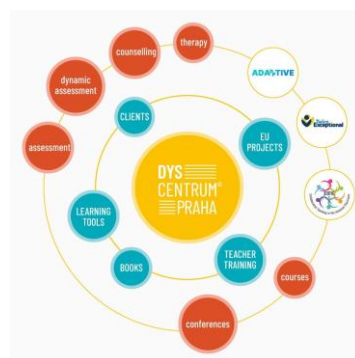 therapy
counselling
dynamic
assessment
assessment
ADAPTIVE
Exceptional
CLIENTS
EU
PROJECTS
DYS
CENTRUM®
PRAHA
LEARNING
TOOLS
BOOKS
TEACHER
TRAINING
courses
conferences